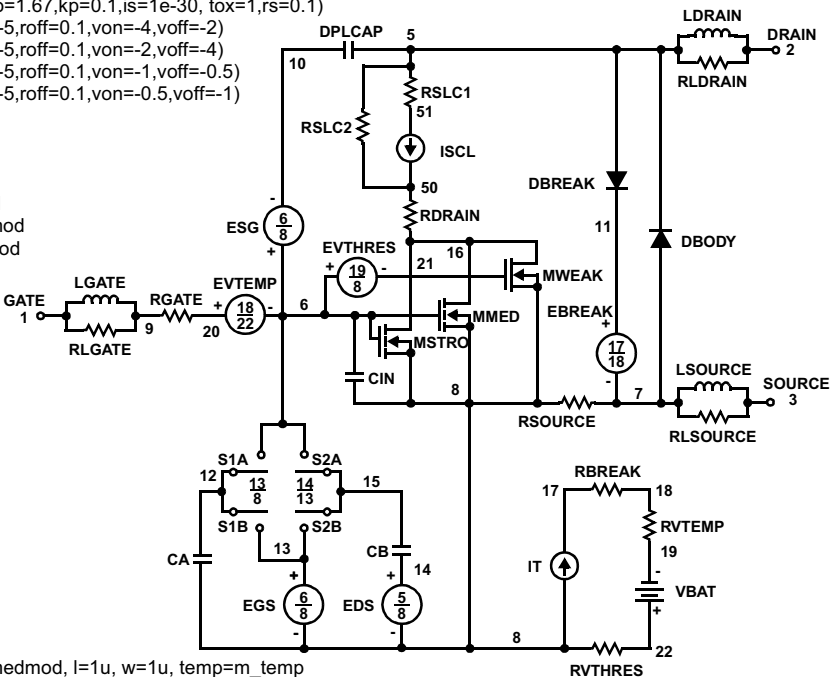 p=1.67,kp=0.1,is=1e-30, tox=1,rs=0.1)
-5,roff=0.1,von=-4,voff=-2)
-5,roff=0.1,von=-2,voff=-4)
-5,roff=0.1,von=-1,voff=-0.5)
-5,roff=0.1,von=-0.5,voff=-1)
nod
od
LDRAIN
DPLCAP
5
DRAIN
2
10
RLDRAIN
RSLC1
51
RSLC2
ISCL
50
DBREAK
-
ESG
6
8
+
RDRAIN
11
DBODY
EVTHRES
16
+
19
8
-
21
MWEAK
LGATE
GATE
1
RGATE
EVTEMP
+
18
22
-
6
EBREAK
+
MMED
9
20
RLGATE
MSTRO
17
18
-
CIN
LSOURCE
SOURCE
3
8
7
RSOURCE
RLSOURCE
S1A
S2A
12
13
8
14
13
15
RBREAK
17
18
S1B
S2B
RVTEMP
13
CB
19
CA
14
IT
-
VBAT
+
+
EGS
6
8
-
+
EDS
5
8
-
8
22
RVTHRES
nedmod, l=1u, w=1u, temp=m_temp